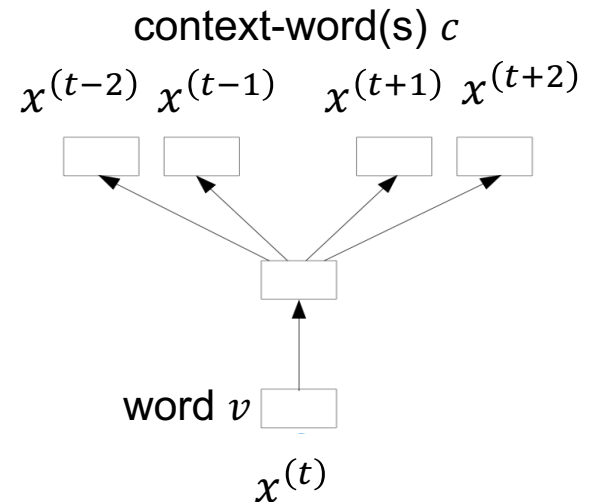 context-word(s) c
x^(t−2) x^(t−1) x^(t+1) x^(t+2)
word v
x^(t)